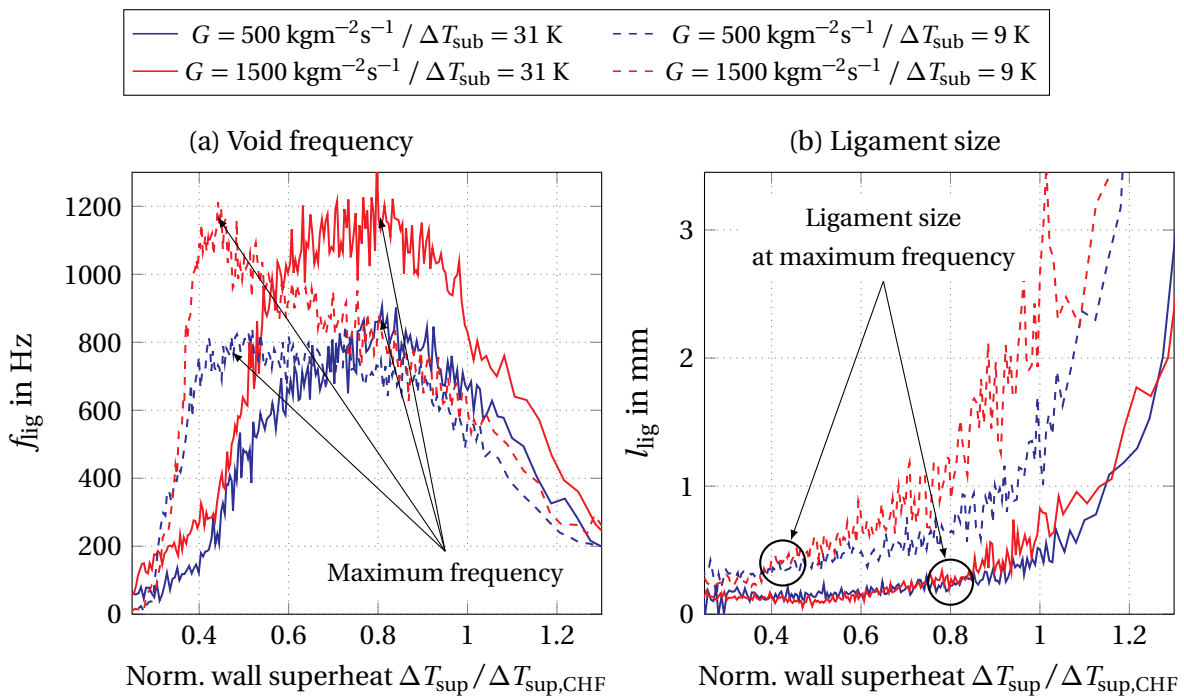 G = 500 kgm⁻²s⁻¹ / ΔT_sub = 31 K
G = 500 kgm⁻²s⁻¹ / ΔT_sub = 9 K
G = 1500 kgm⁻²s⁻¹ / ΔT_sub = 31 K
G = 1500 kgm⁻²s⁻¹ / ΔT_sub = 9 K
(a) Void frequency
f_lig in Hz
1200
1000
800
600
400
200
0
Maximum frequency
0.4 0.6 0.8 1 1.2
Norm. wall superheat ΔT_sup/ΔT_sup,CHF
(b) Ligament size
l_lig in mm
3
2
1
0
Ligament size
at maximum frequency
0.4 0.6 0.8 1 1.2
Norm. wall superheat ΔT_sup/ΔT_sup,CHF